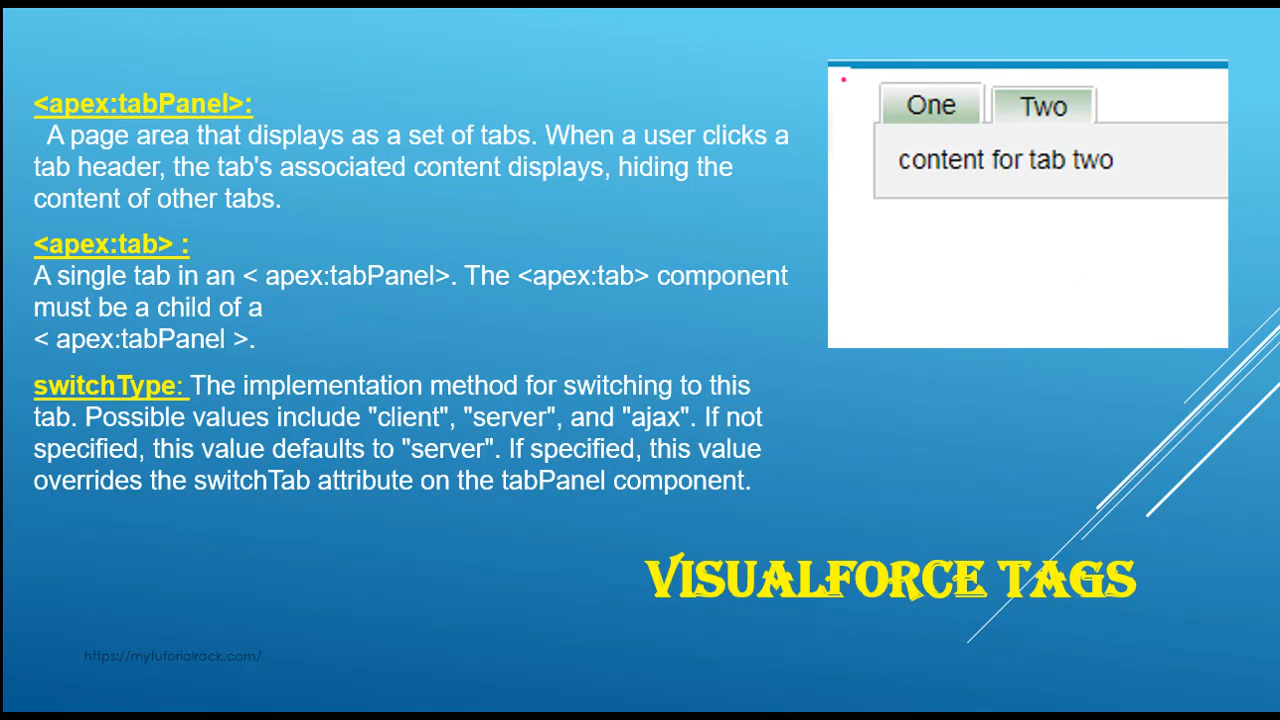 <apex:tabPanel>:
A page area that displays as a set of tabs. When a user clicks a
tab header, the tab's associated content displays, hiding the
content of other tabs.
<apex:tab> :
A single tab in an < apex:tabPanel>. The <apex:tab> component
must be a child of a
< apex:tabPanel >.
switchType: The implementation method for switching to this
tab. Possible values include "client", "server", and "ajax". If not
specified, this value defaults to "server". If specified, this value
overrides the switchTab attribute on the tabPanel component.
One Two
content for tab two
VISUALFORCE TAGS
https://mytutorialrack.com/